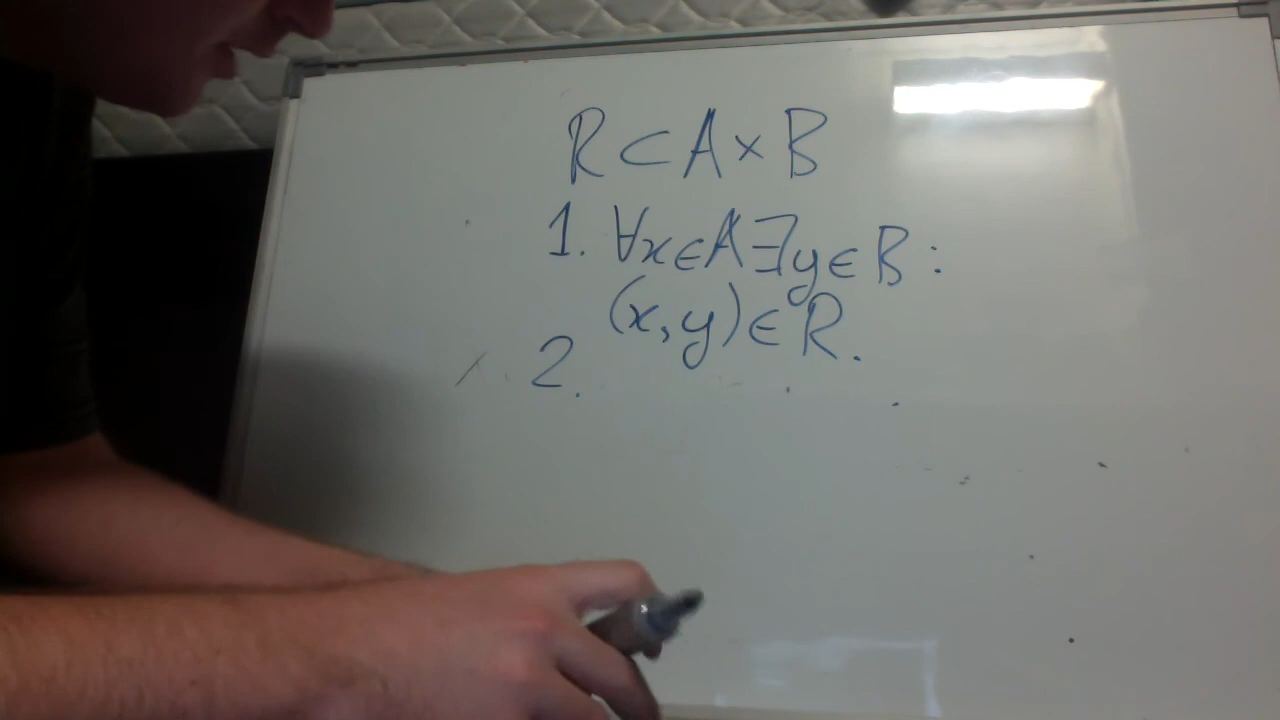 R ⊂ A × B
1. ∀x∈A ∃y∈B :
(x, y) ∈ R.
2.